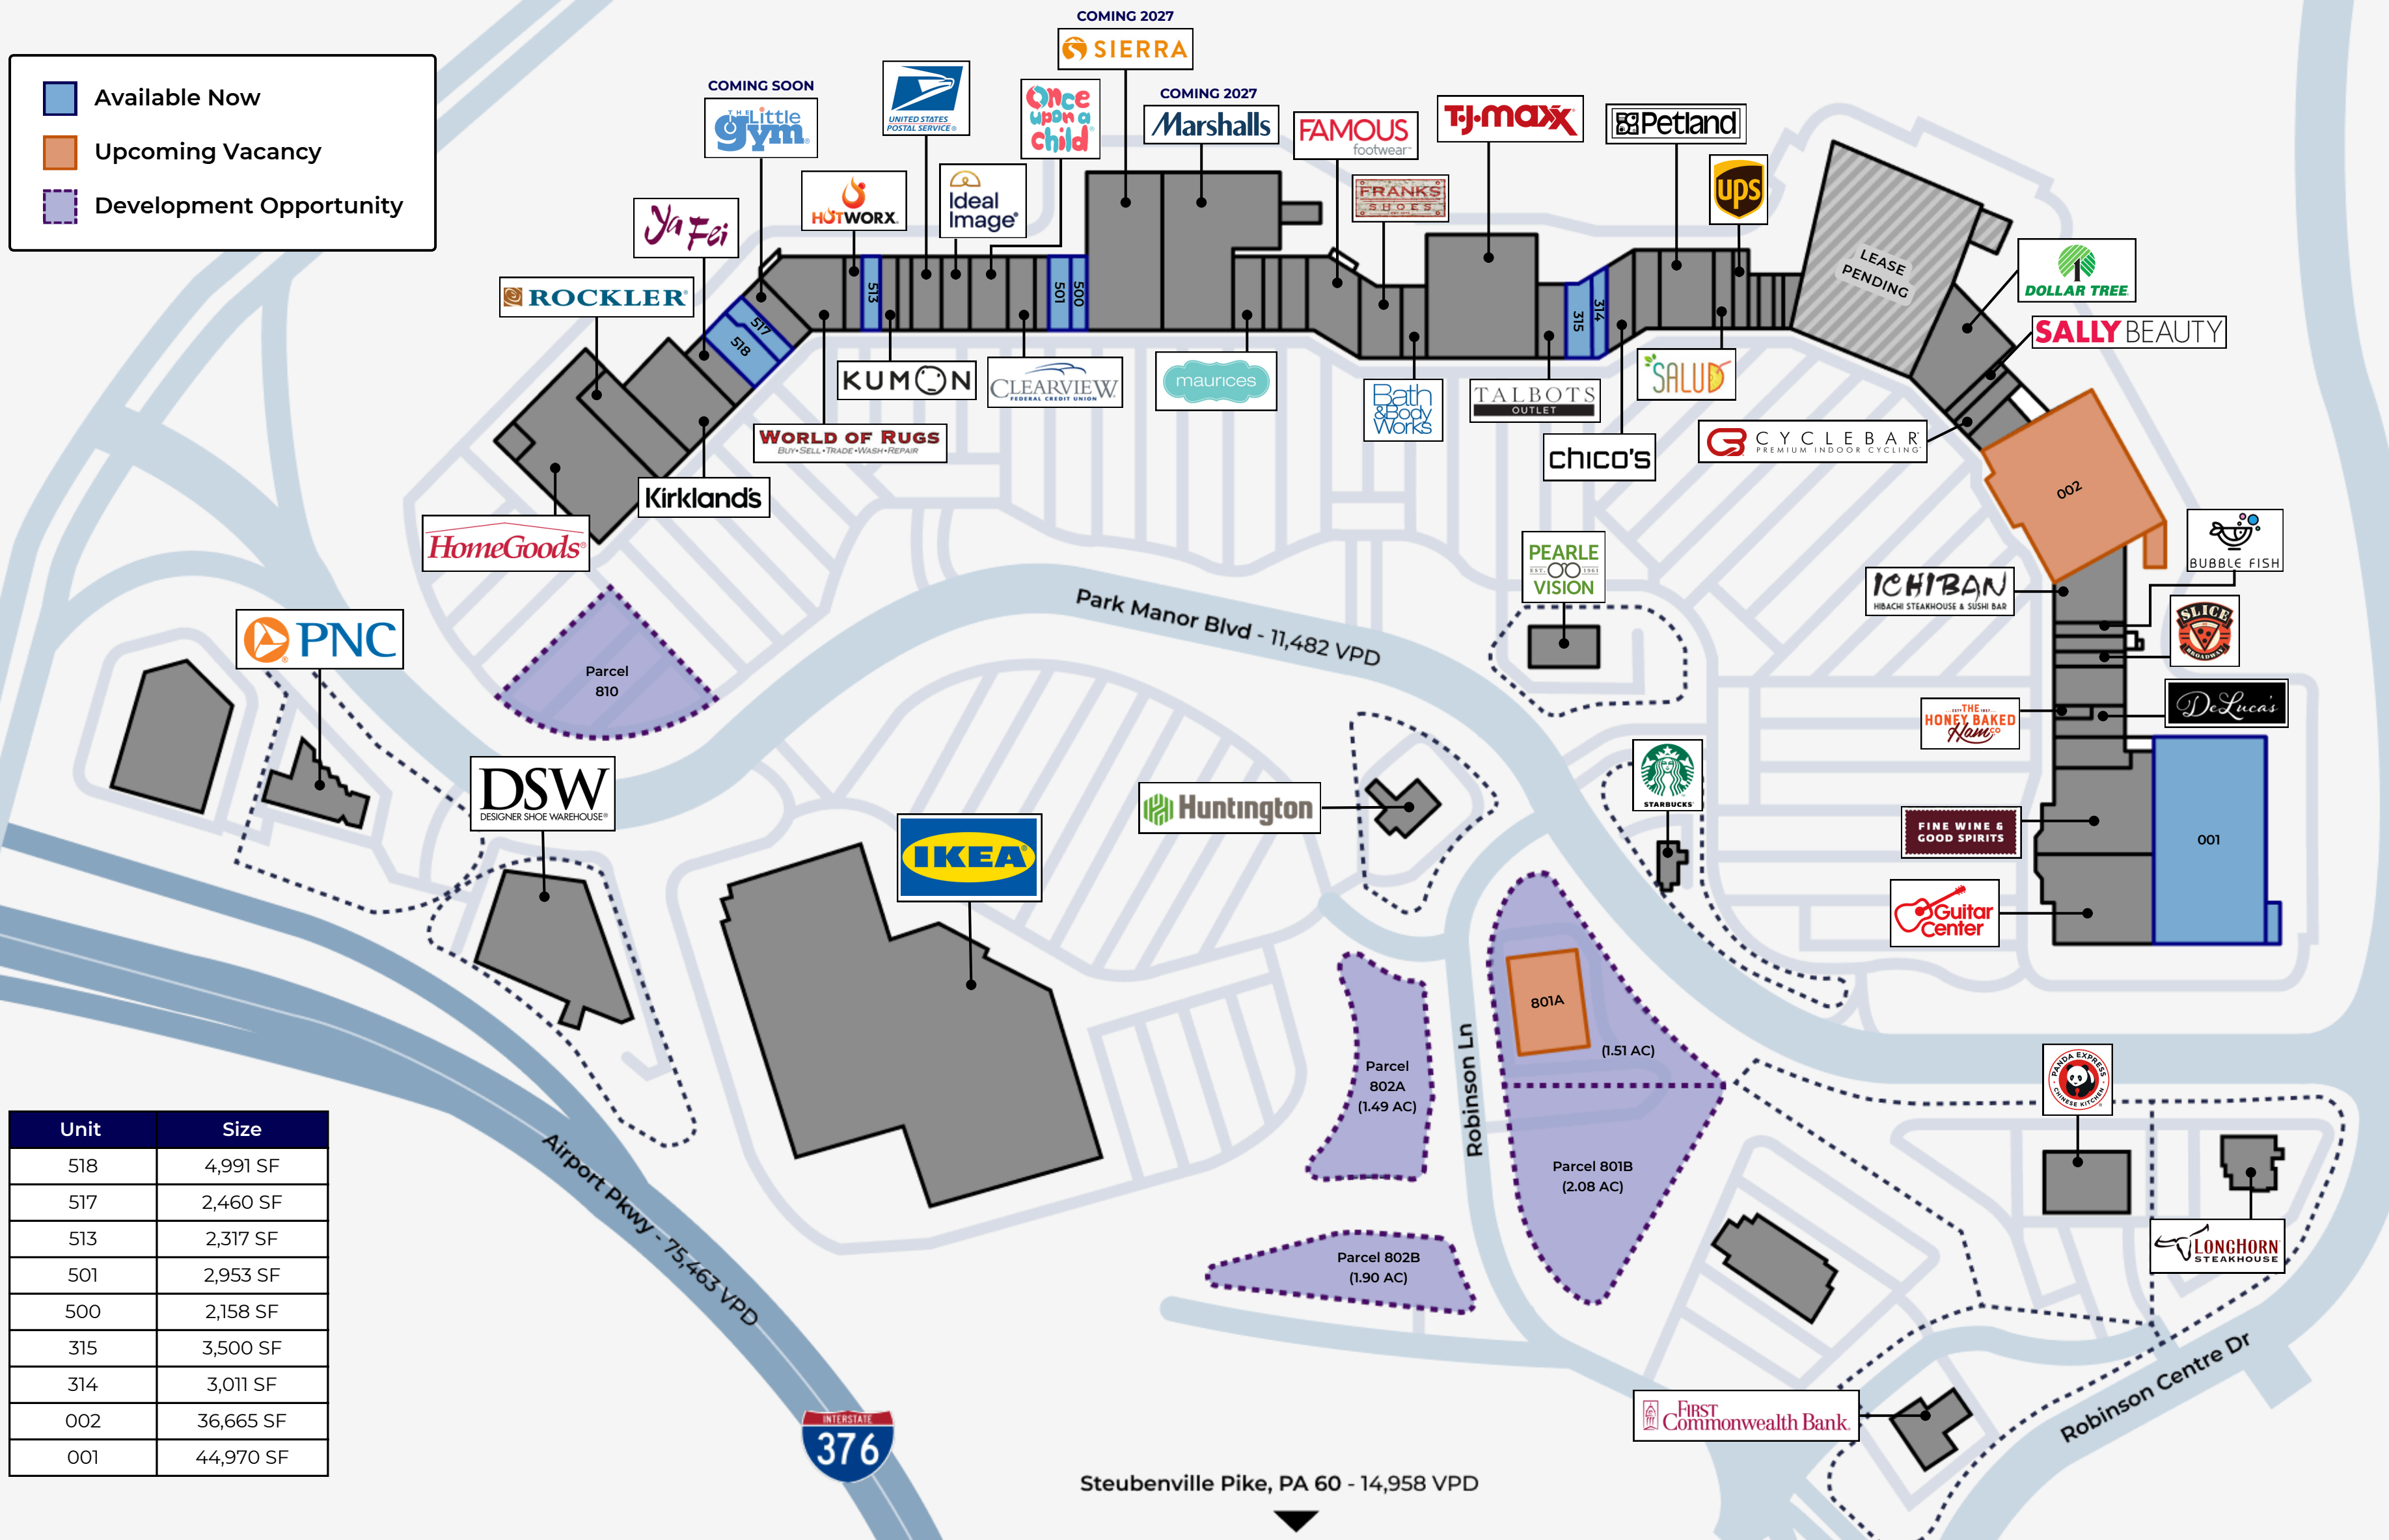 Available Now
Upcoming Vacancy
Development Opportunity
COMING 2027
SIERRA
COMING SOON
THE Little gym
UNITED STATES
POSTAL SERVICE®
Once
upon a
child
COMING 2027
Marshalls
FAMOUS
footwear
T•J•maxx
Petland
ups
Ya Fei
HOTWORX
Ideal
Image®
FRANKS
SHOES
ROCKLER
LEASE
PENDING
DOLLAR TREE
SALLY BEAUTY
513
501
500
517
518
315
314
KUMON
CLEARVIEW
FEDERAL CREDIT UNION
maurices
Bath
&Body
Works
TALBOTS
OUTLET
SALUD
chico's
CYCLEBAR
PREMIUM INDOOR CYCLING
WORLD OF RUGS
BUY•SELL•TRADE•WASH•REPAIR
Kirkland's
HomeGoods®
002
BUBBLE FISH
PEARLE
EST. 1961
VISION
ICHIBAN
HIBACHI STEAKHOUSE & SUSHI BAR
SLICE
BROADWAY
Park Manor Blvd - 11,482 VPD
PNC
Parcel
810
THE
HONEY BAKED
Ham CO
DeLuca's
DSW
DESIGNER SHOE WAREHOUSE®
IKEA®
Huntington
STARBUCKS
FINE WINE &
GOOD SPIRITS
001
Guitar
Center
801A
(1.51 AC)
Parcel
802A
(1.49 AC)
Robinson Ln
Parcel 801B
(2.08 AC)
Parcel 802B
(1.90 AC)
PANDA EXPRESS
CHINESE KITCHEN
LONGHORN
STEAKHOUSE
Unit Size
518 4,991 SF
517 2,460 SF
513 2,317 SF
501 2,953 SF
500 2,158 SF
315 3,500 SF
314 3,011 SF
002 36,665 SF
001 44,970 SF
Airport Pkwy - 75,463 VPD
INTERSTATE
376
FIRST
Commonwealth Bank
Robinson Centre Dr
Steubenville Pike, PA 60 - 14,958 VPD